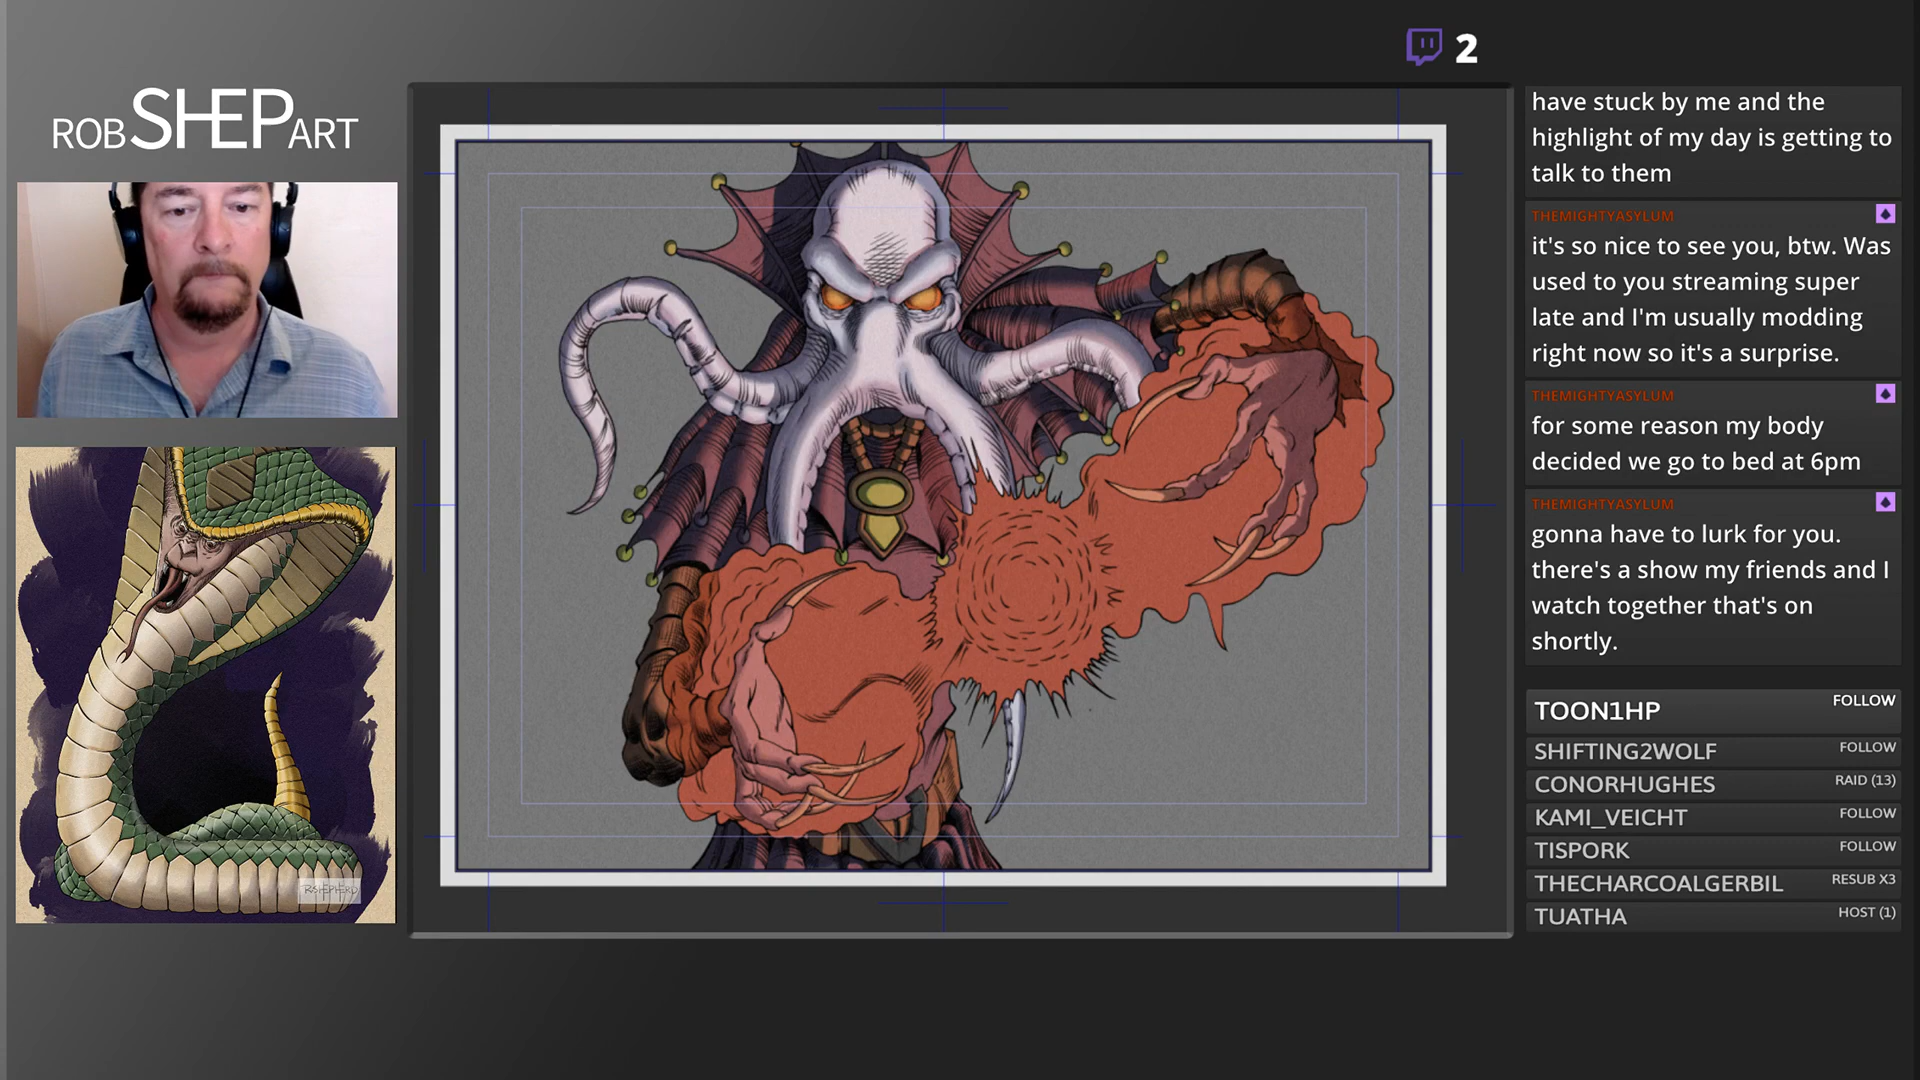 2
ROB SHEP ART
have stuck by me and the
highlight of my day is getting to
talk to them
THEMIGHTYASYLUM
it's so nice to see you, btw. Was
used to you streaming super
late and I'm usually modding
right now so it's a surprise.
THEMIGHTYASYLUM
for some reason my body
decided we go to bed at 6pm
THEMIGHTYASYLUM
gonna have to lurk for you.
there's a show my friends and I
watch together that's on
shortly.
TOON1HP FOLLOW
SHIFTING2WOLF FOLLOW
CONORHUGHES RAID (13)
KAMI_VEICHT FOLLOW
TISPORK FOLLOW
THECHARCOALGERBIL RESUB X3
TUATHA HOST (1)